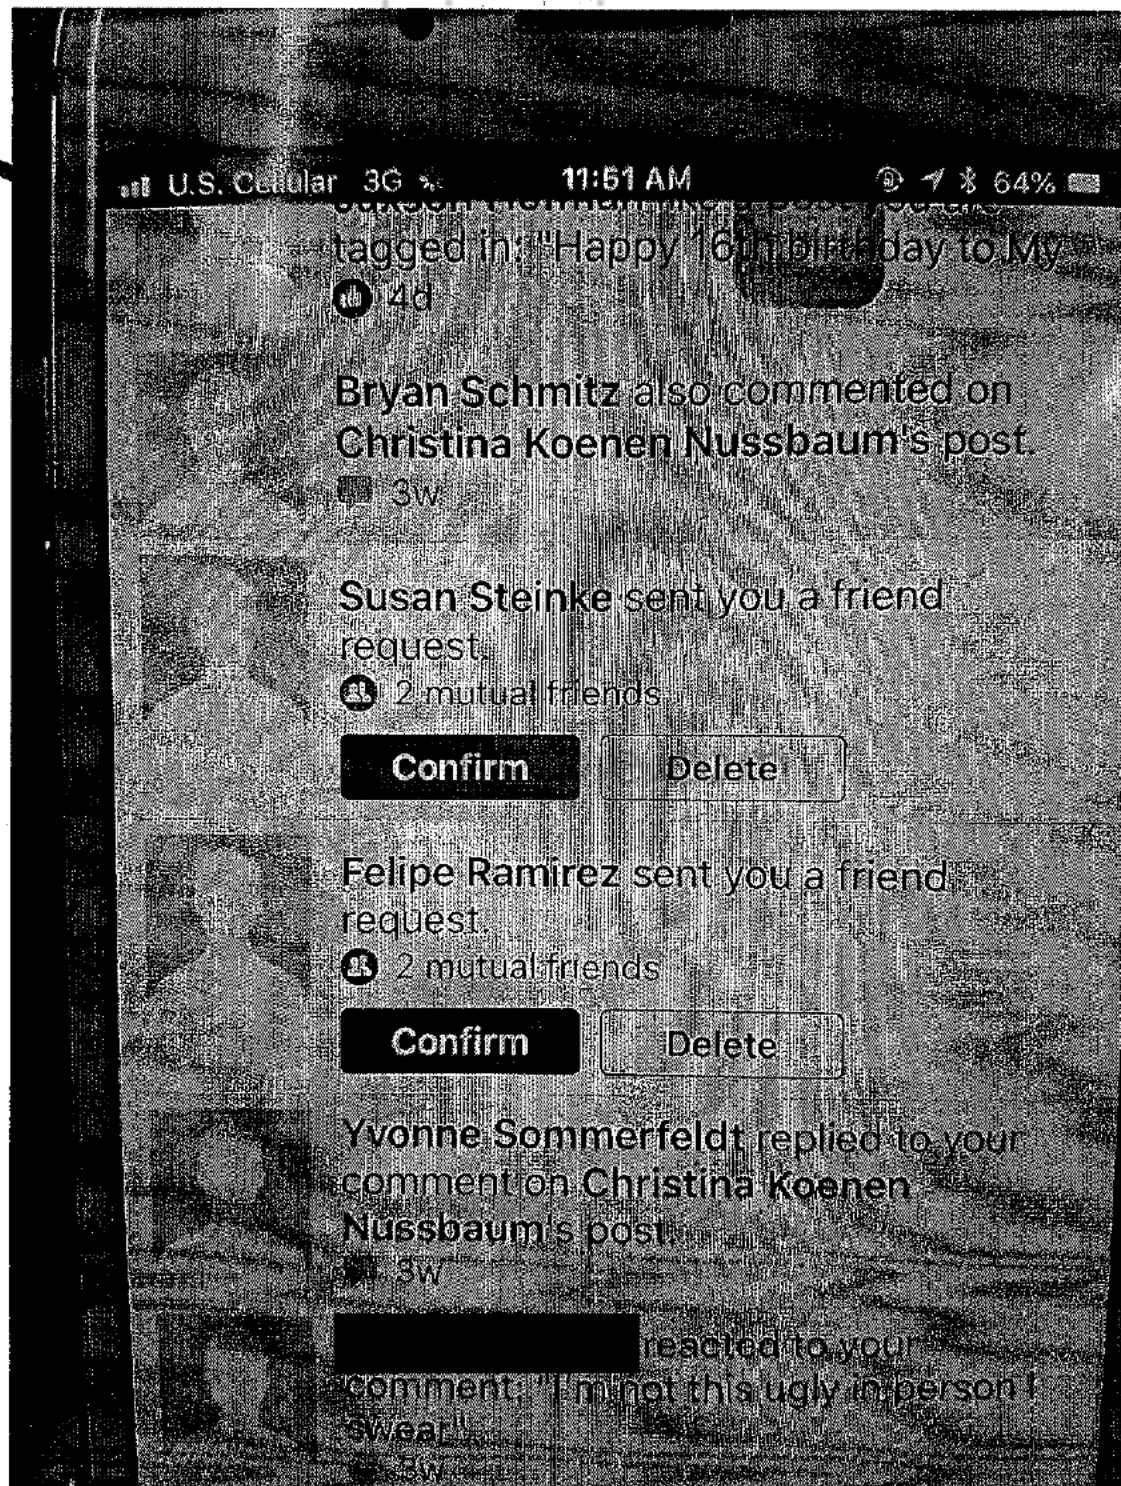 U.S. Cellular 3G 11:51 AM 64%
tagged in: "Happy 16th birthday to My
4d
Bryan Schmitz also commented on
Christina Koenen Nussbaum's post.
3w
Susan Steinke sent you a friend
request.
2 mutual friends
Confirm Delete
Felipe Ramirez sent you a friend
request.
2 mutual friends
Confirm Delete
Yvonne Sommerfeldt replied to your
comment on Christina Koenen
Nussbaum's post.
3w
reacted to your
comment: "I'm not this ugly in person I
swear"
3w